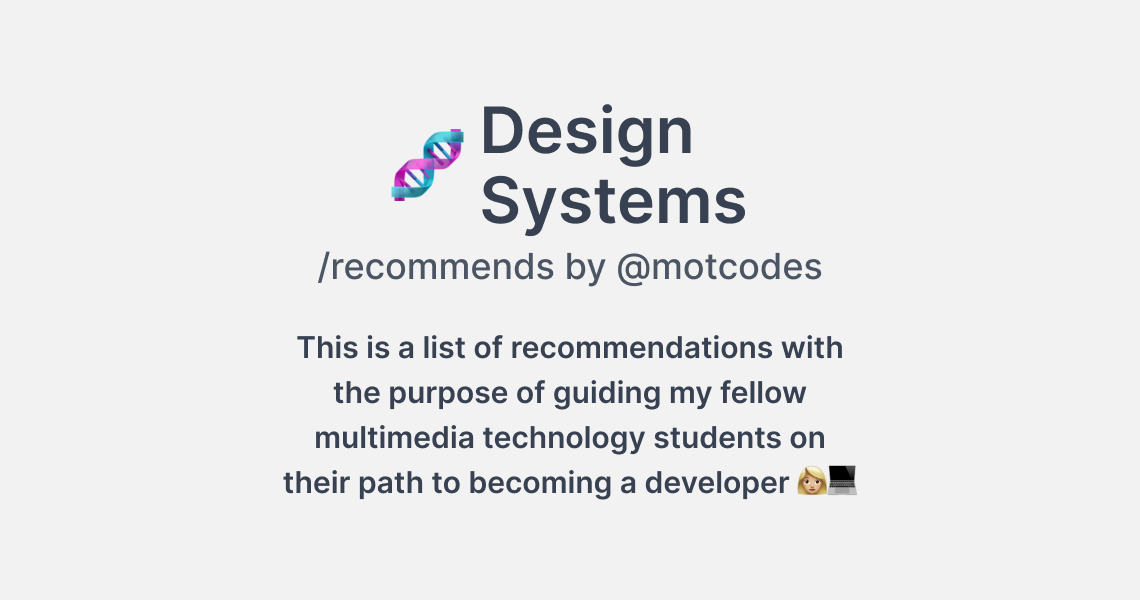 🧬 Design
Systems
/recommends by @motcodes
This is a list of recommendations with
the purpose of guiding my fellow
multimedia technology students on
their path to becoming a developer 👩🏼💻